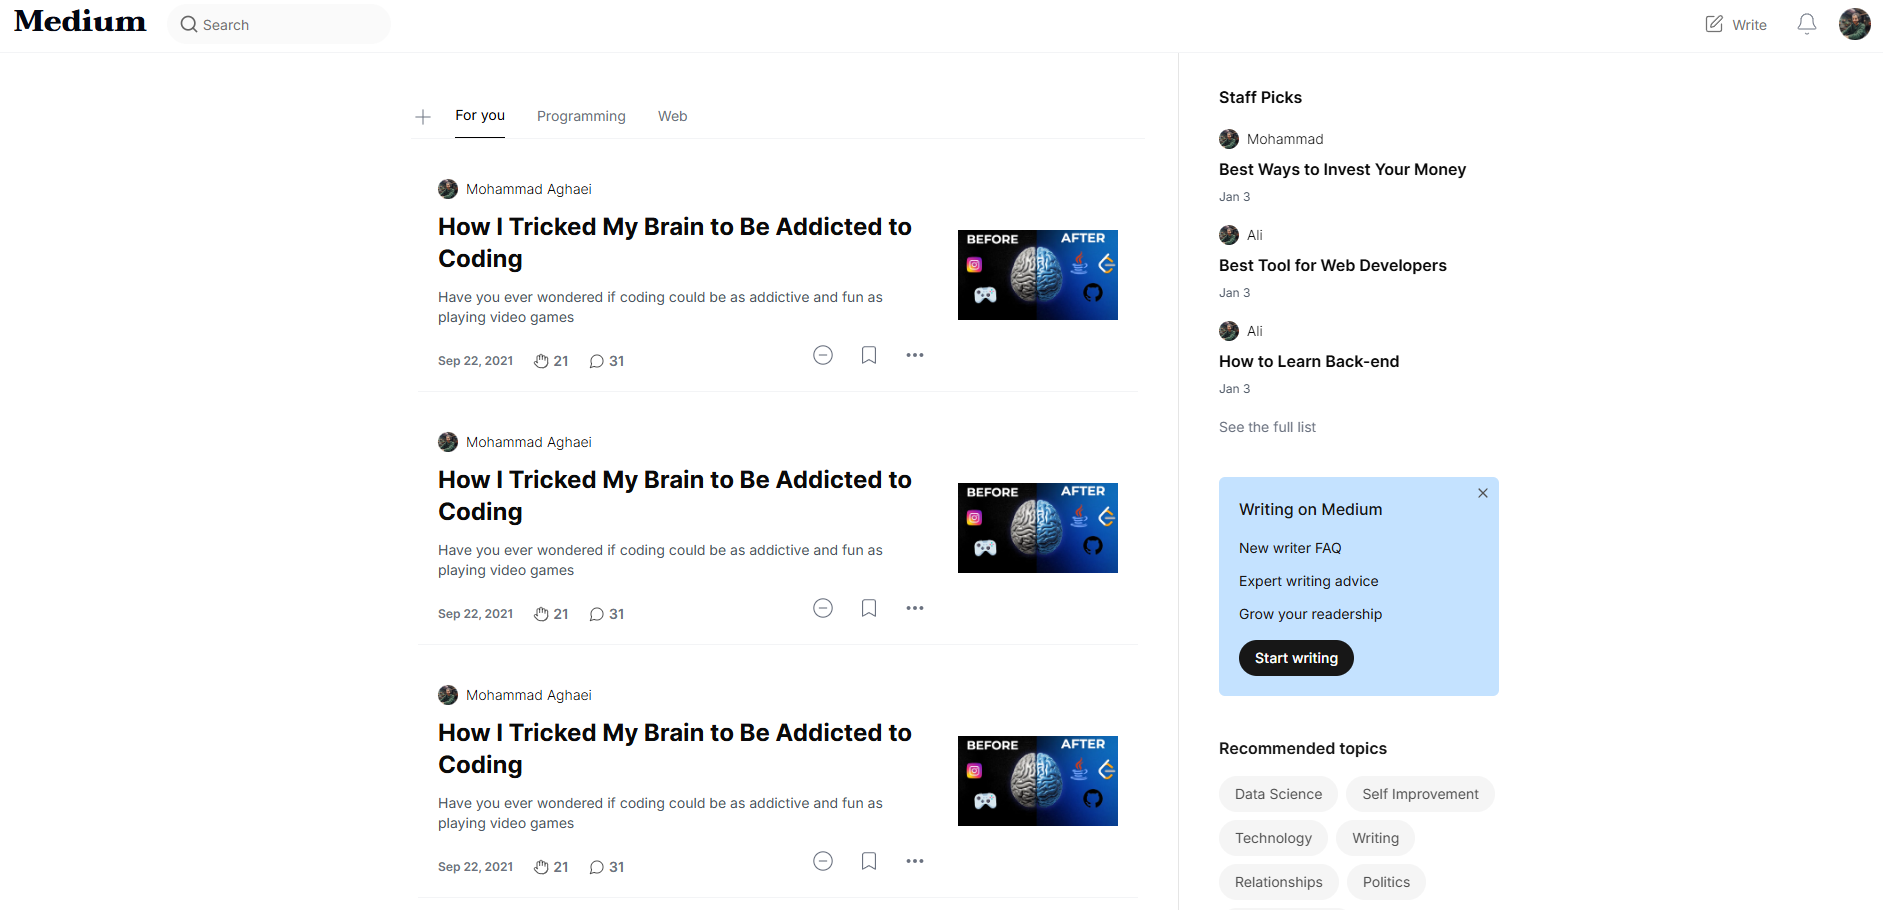 Medium
Search
Write
For you
Programming
Web
Mohammad Aghaei
How I Tricked My Brain to Be Addicted to
Coding
Have you ever wondered if coding could be as addictive and fun as
playing video games
Sep 22, 2021 21 31
BEFORE AFTER
Mohammad Aghaei
How I Tricked My Brain to Be Addicted to
Coding
Have you ever wondered if coding could be as addictive and fun as
playing video games
Sep 22, 2021 21 31
BEFORE AFTER
Mohammad Aghaei
How I Tricked My Brain to Be Addicted to
Coding
Have you ever wondered if coding could be as addictive and fun as
playing video games
Sep 22, 2021 21 31
BEFORE AFTER
Staff Picks
Mohammad
Best Ways to Invest Your Money
Jan 3
Ali
Best Tool for Web Developers
Jan 3
Ali
How to Learn Back-end
Jan 3
See the full list
Writing on Medium
New writer FAQ
Expert writing advice
Grow your readership
Start writing
Recommended topics
Data Science Self Improvement
Technology Writing
Relationships Politics